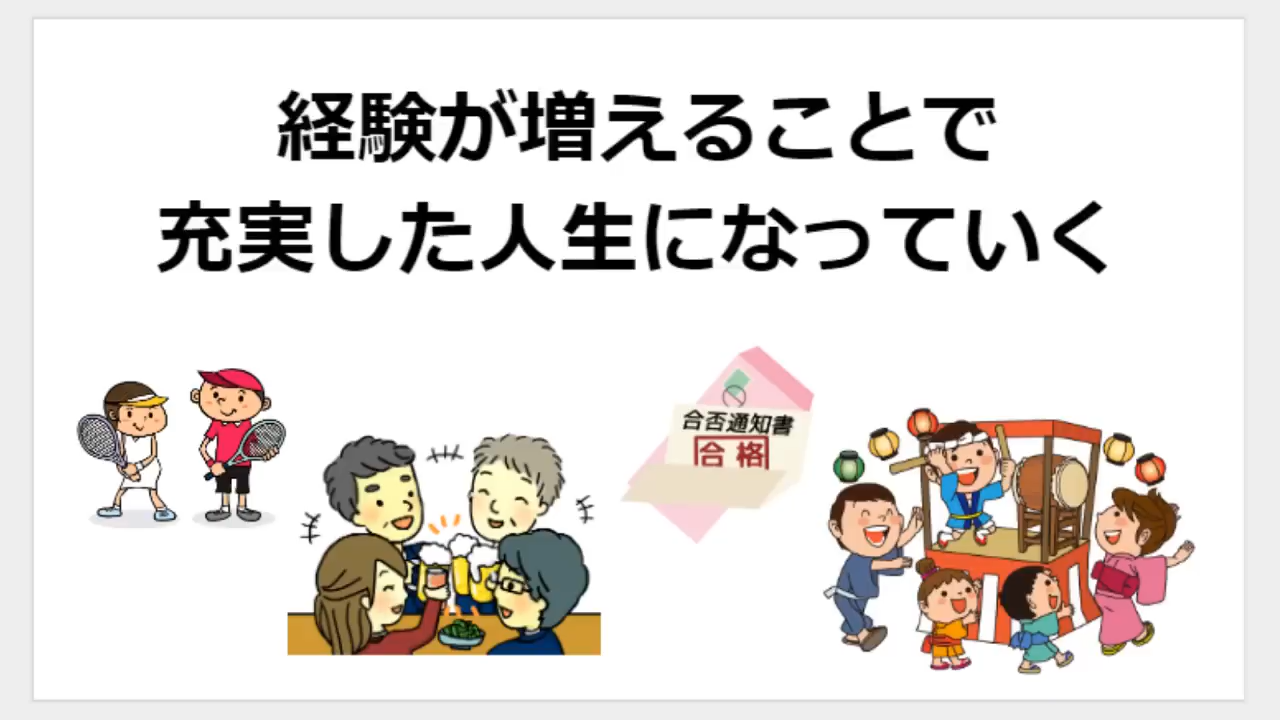 経験が増えることで
充実した人生になっていく
合否通知書
合格